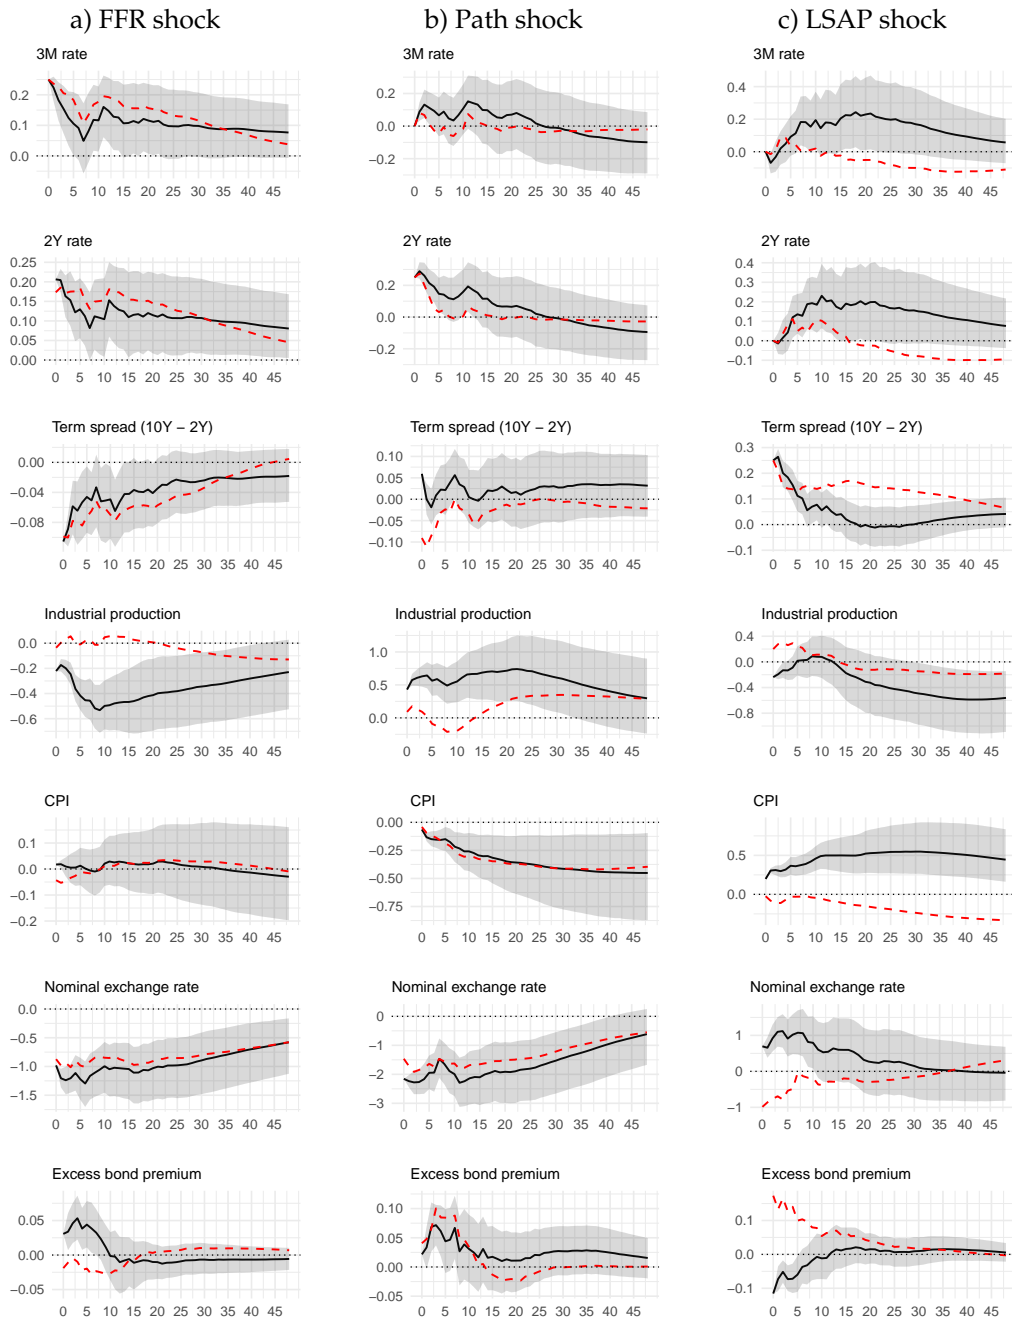 a) FFR shock b) Path shock c) LSAP shock
3M rate 3M rate 3M rate
0.2 0.1 0.0
0 5 10 15 20 25 30 35 40 45
0.2 0.0 −0.2
0 5 10 15 20 25 30 35 40 45
0.4 0.2 0.0
0 5 10 15 20 25 30 35 40 45
2Y rate 2Y rate 2Y rate
0.25 0.20 0.15 0.10 0.05 0.00
0 5 10 15 20 25 30 35 40 45
0.2 0.0 −0.2
0 5 10 15 20 25 30 35 40 45
0.4 0.3 0.2 0.1 0.0 −0.1
0 5 10 15 20 25 30 35 40 45
Term spread (10Y − 2Y) Term spread (10Y − 2Y) Term spread (10Y − 2Y)
0.00 −0.04 −0.08
0 5 10 15 20 25 30 35 40 45
0.10 0.05 0.00 −0.05 −0.10
0 5 10 15 20 25 30 35 40 45
0.3 0.2 0.1 0.0 −0.1
0 5 10 15 20 25 30 35 40 45
Industrial production Industrial production Industrial production
0.0 −0.2 −0.4 −0.6
0 5 10 15 20 25 30 35 40 45
1.0 0.5 0.0
0 5 10 15 20 25 30 35 40 45
0.4 0.0 −0.4 −0.8
0 5 10 15 20 25 30 35 40 45
CPI CPI CPI
0.1 0.0 −0.1 −0.2
0 5 10 15 20 25 30 35 40 45
0.00 −0.25 −0.50 −0.75
0 5 10 15 20 25 30 35 40 45
0.5 0.0
0 5 10 15 20 25 30 35 40 45
Nominal exchange rate Nominal exchange rate Nominal exchange rate
0.0 −0.5 −1.0 −1.5
0 5 10 15 20 25 30 35 40 45
0 −1 −2 −3
0 5 10 15 20 25 30 35 40 45
1 0 −1
0 5 10 15 20 25 30 35 40 45
Excess bond premium Excess bond premium Excess bond premium
0.05 0.00 −0.05
0 5 10 15 20 25 30 35 40 45
0.10 0.05 0.00 −0.05
0 5 10 15 20 25 30 35 40 45
0.1 0.0 −0.1
0 5 10 15 20 25 30 35 40 45